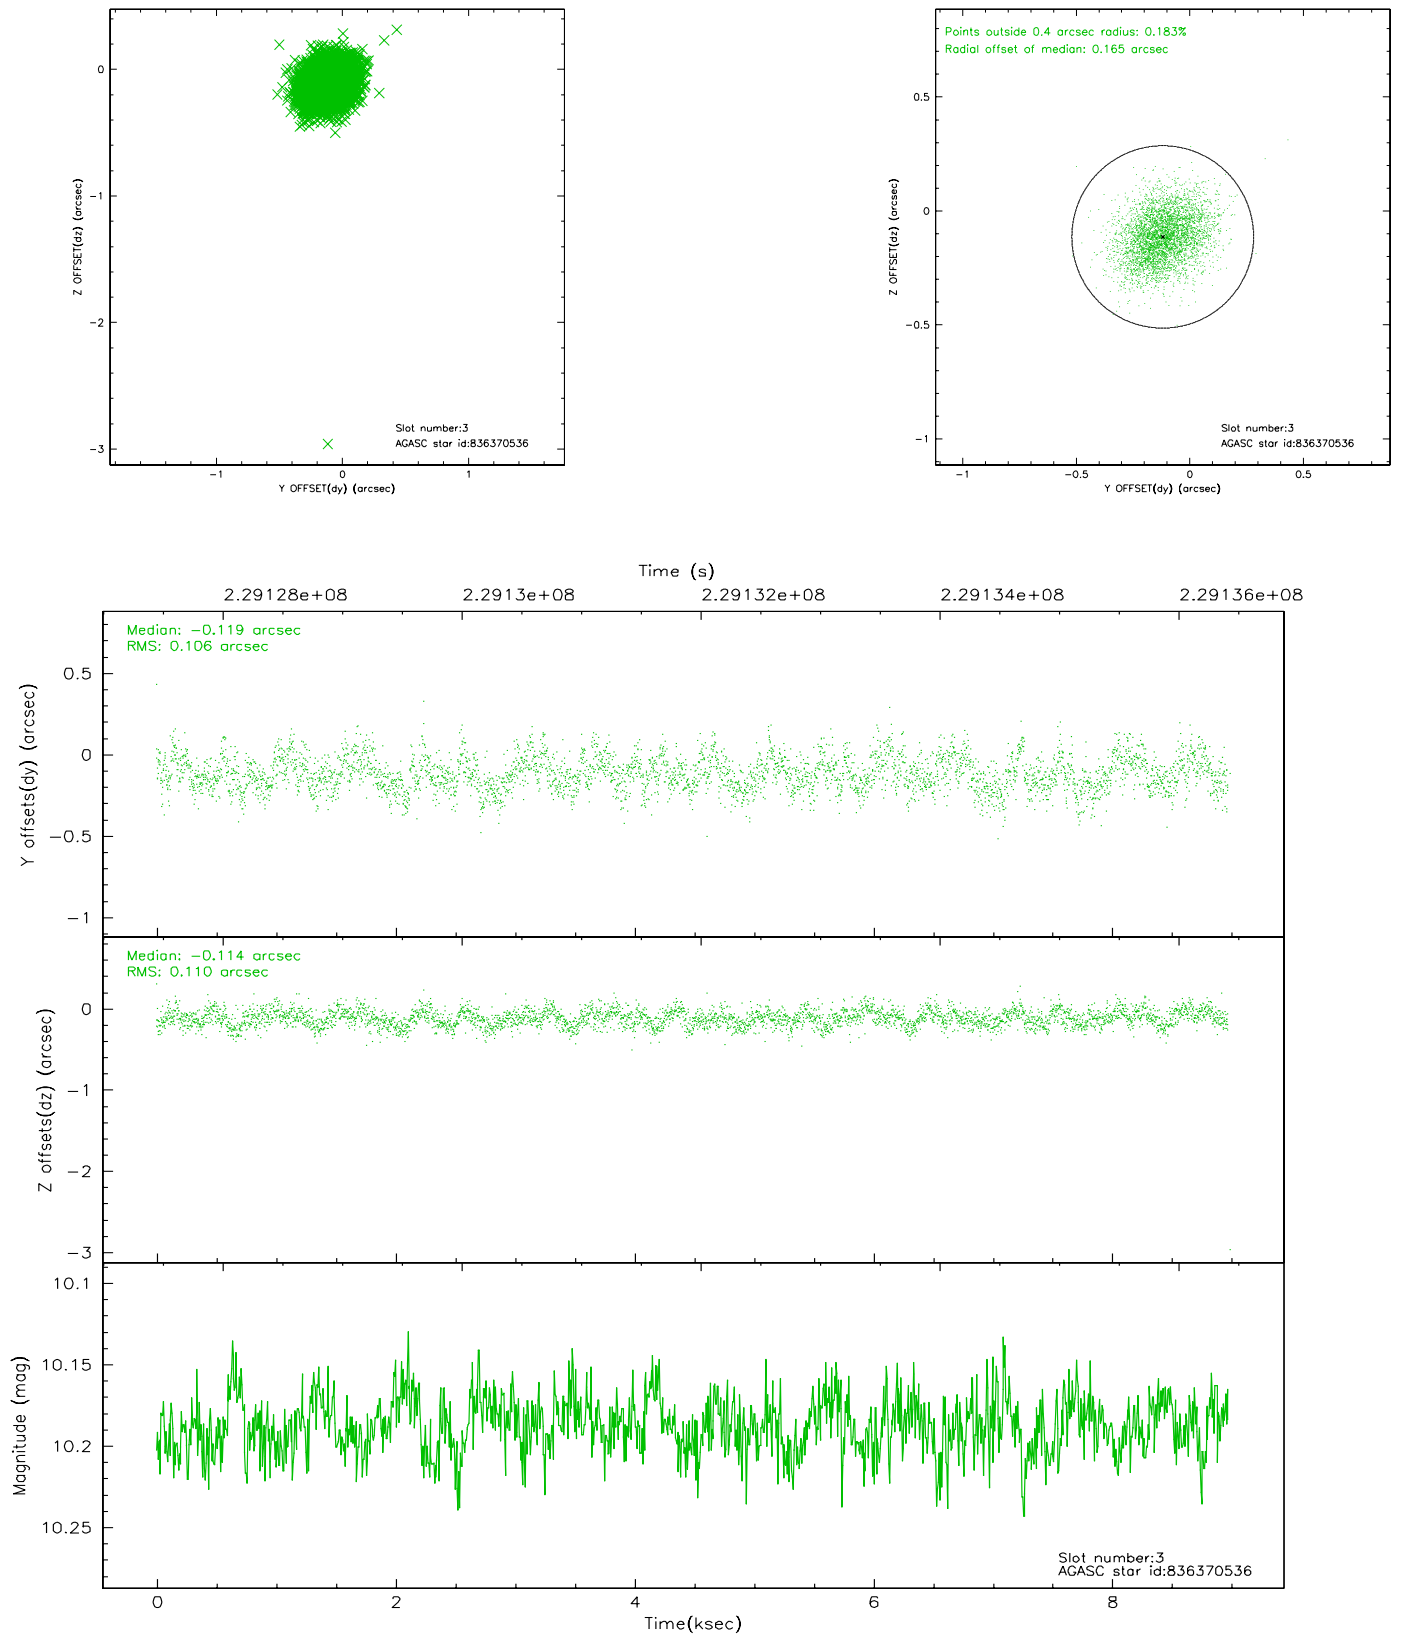 0
-1
-2
-3
-1
0
1
Z OFFSET(dz) (arcsec)
Y OFFSET(dy) (arcsec)
Slot number:3
AGASC star id:836370536
Points outside 0.4 arcsec radius: 0.183%
Radial offset of median: 0.165 arcsec
0.5
0
-0.5
-1
-1
-0.5
0
0.5
Z OFFSET(dz) (arcsec)
Y OFFSET(dy) (arcsec)
Slot number:3
AGASC star id:836370536
Time (s)
2.29128e+08
2.2913e+08
2.29132e+08
2.29134e+08
2.29136e+08
Median: -0.119 arcsec
RMS: 0.106 arcsec
0.5
0
-0.5
-1
Y offsets(dy) (arcsec)
Median: -0.114 arcsec
RMS: 0.110 arcsec
0
-1
-2
-3
Z offsets(dz) (arcsec)
10.1
10.15
10.2
10.25
Magnitude (mag)
Slot number:3
AGASC star id:836370536
0
2
4
6
8
Time(ksec)